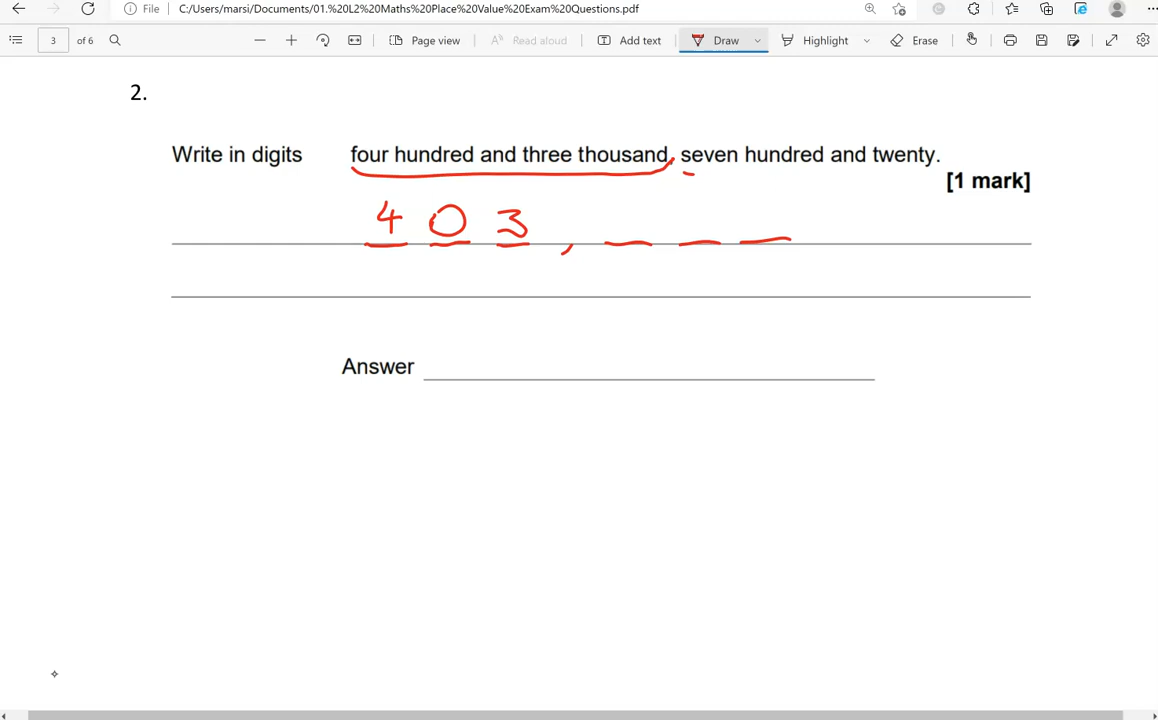 File C:/Users/marsi/Documents/01.%20L2%20Maths%20Place%20Value%20Exam%20Questions.pdf
3 of 6 Page view Read aloud Add text Draw Highlight Erase
2.
Write in digits four hundred and three thousand, seven hundred and twenty.
[1 mark]
4 0 3 , _ _ _
Answer